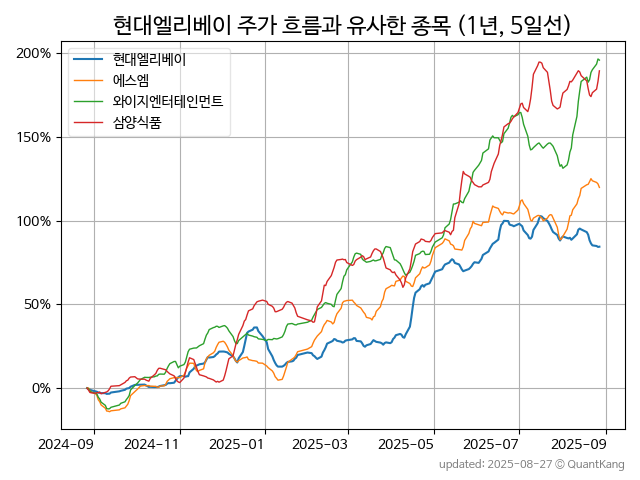 현대엘리베이 주가 흐름과 유사한 종목 (1년, 5일선)
현대엘리베이
에스엠
와이지엔터테인먼트
삼양식품
200%
150%
100%
50%
0%
2024-09 2024-11 2025-01 2025-03 2025-05 2025-07 2025-09
updated: 2025-08-27 © QuantKang